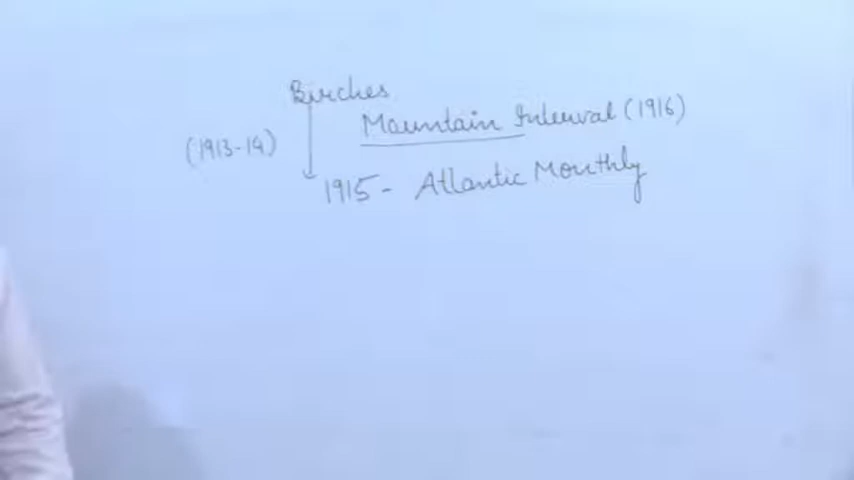 Birches
Mountain Interval (1916)
(1913-14)
1915- Atlantic Monthly